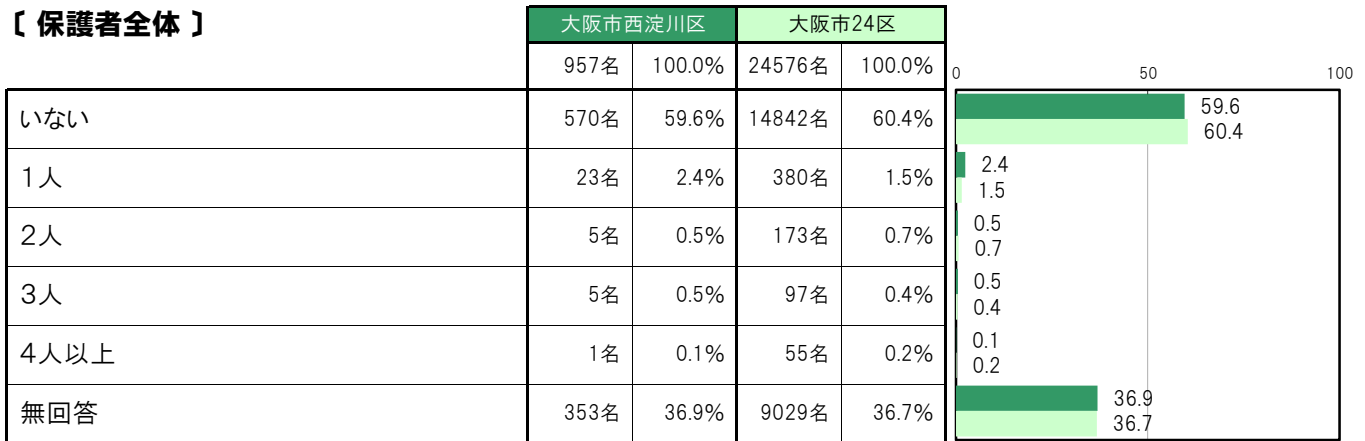 〔 保護者全体 〕
大阪市西淀川区 大阪市24区
957名 100.0% 24576名 100.0%
0 50 100
いない 570名 59.6% 14842名 60.4%
59.6
60.4
1人 23名 2.4% 380名 1.5%
2.4
1.5
2人 5名 0.5% 173名 0.7%
0.5
0.7
3人 5名 0.5% 97名 0.4%
0.5
0.4
4人以上 1名 0.1% 55名 0.2%
0.1
0.2
無回答 353名 36.9% 9029名 36.7%
36.9
36.7